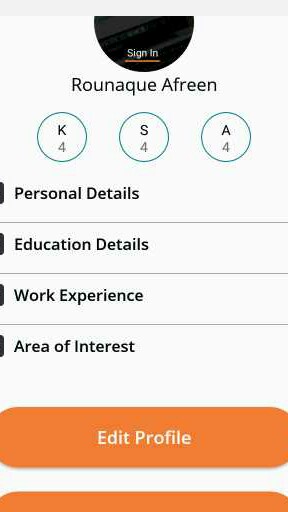 Sign In
Rounaque Afreen
K S A
4 4 4
Personal Details
Education Details
Work Experience
Area of Interest
Edit Profile